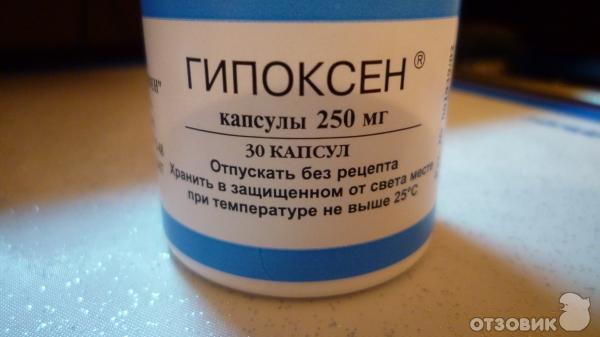 ГИПОКСЕН®
капсулы 250 мг
30 КАПСУЛ
Отпускать без рецепта
Хранить в защищенном от света месте
при температуре не выше 25°С
ОТЗОВИК